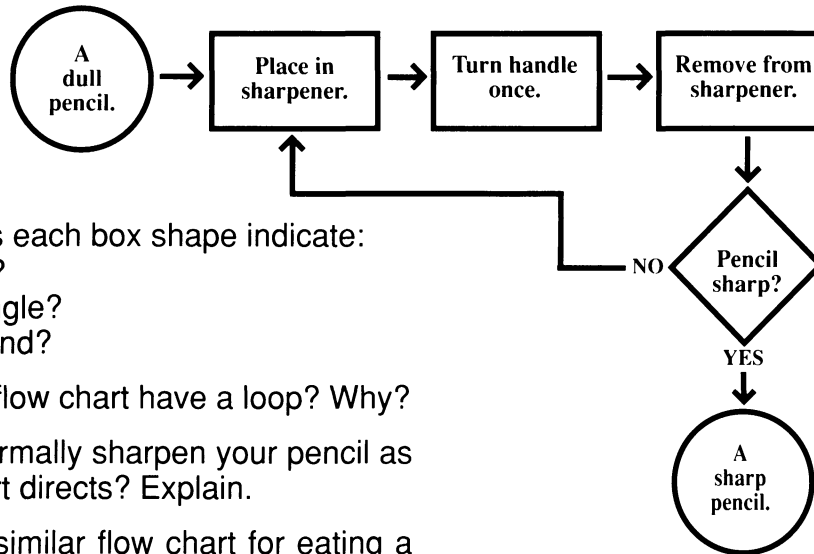 A
dull
pencil.
Place in
sharpener.
Turn handle
once.
Remove from
sharpener.
each box shape indicate:
?
gle?
nd?
NO
Pencil
sharp?
YES
flow chart have a loop? Why?
rmally sharpen your pencil as
t directs? Explain.
similar flow chart for eating a
A
sharp
pencil.